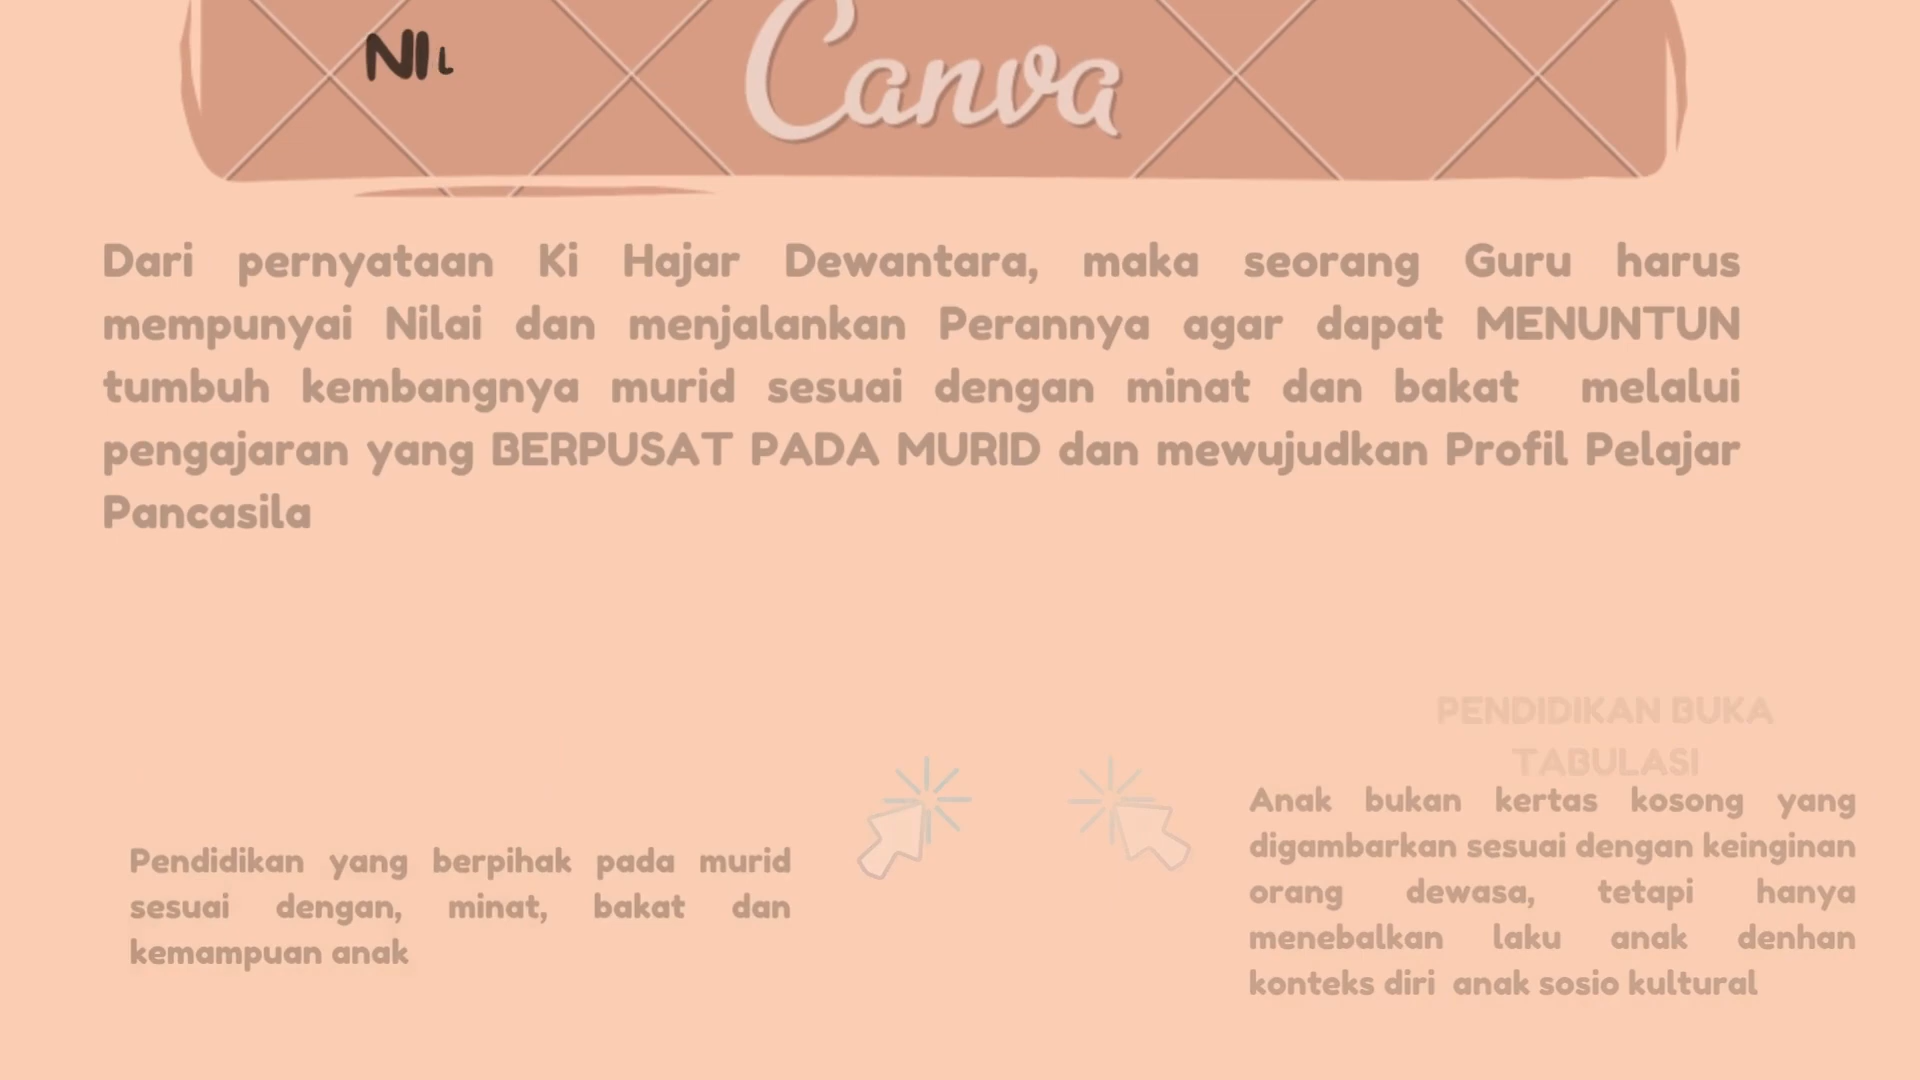 NIL
Canva
Dari pernyataan Ki Hajar Dewantara, maka seorang Guru harus
mempunyai Nilai dan menjalankan Perannya agar dapat MENUNTUN
tumbuh kembangnya murid sesuai dengan minat dan bakat melalui
pengajaran yang BERPUSAT PADA MURID dan mewujudkan Profil Pelajar
Pancasila
Pendidikan yang berpihak pada murid
sesuai dengan, minat, bakat dan
kemampuan anak
PENDIDIKAN BUKA
TABULASI
Anak bukan kertas kosong yang
digambarkan sesuai dengan keinginan
orang dewasa, tetapi hanya
menebalkan laku anak denhan
konteks diri anak sosio kultural